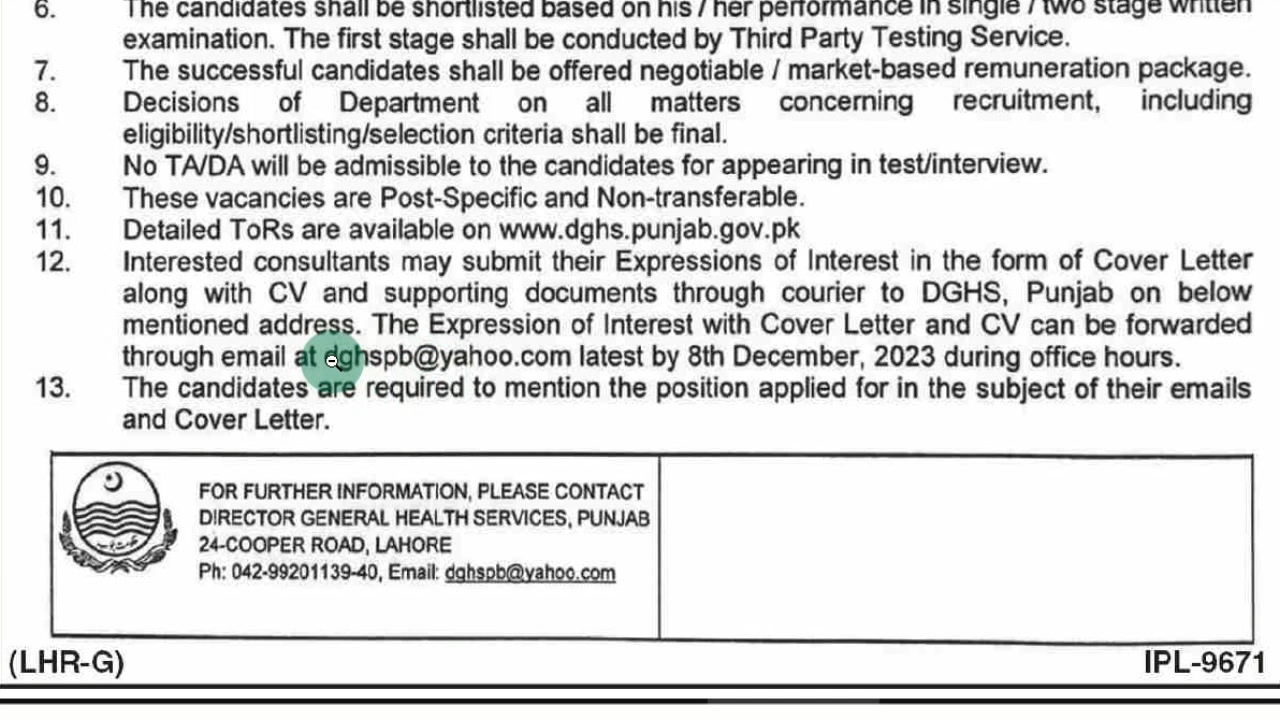 6. The candidates shall be shortlisted based on his / her performance in single / two stage written
examination. The first stage shall be conducted by Third Party Testing Service.
7. The successful candidates shall be offered negotiable / market-based remuneration package.
8. Decisions of Department on all matters concerning recruitment, including
eligibility/shortlisting/selection criteria shall be final.
9. No TA/DA will be admissible to the candidates for appearing in test/interview.
10. These vacancies are Post-Specific and Non-transferable.
11. Detailed ToRs are available on www.dghs.punjab.gov.pk
12. Interested consultants may submit their Expressions of Interest in the form of Cover Letter
along with CV and supporting documents through courier to DGHS, Punjab on below
mentioned address. The Expression of Interest with Cover Letter and CV can be forwarded
through email at dghspb@yahoo.com latest by 8th December, 2023 during office hours.
13. The candidates are required to mention the position applied for in the subject of their emails
and Cover Letter.
FOR FURTHER INFORMATION, PLEASE CONTACT
DIRECTOR GENERAL HEALTH SERVICES, PUNJAB
24-COOPER ROAD, LAHORE
Ph: 042-99201139-40, Email: dghspb@yahoo.com
(LHR-G)
IPL-9671